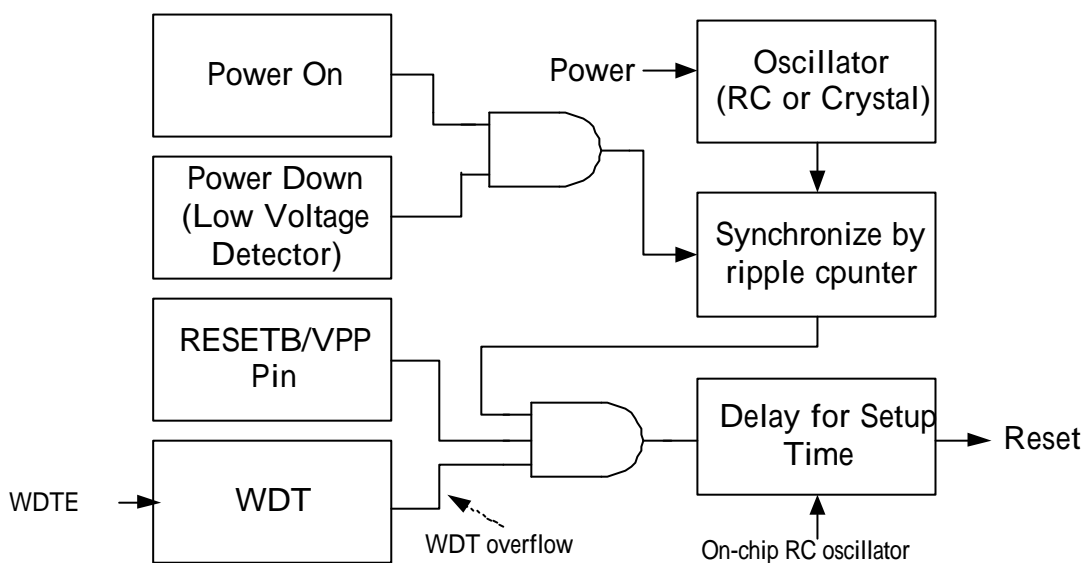 Power On
Power
Oscillator
(RC or Crystal)
Power Down
(Low Voltage
Detector)
Synchronize by
ripple cpunter
RESETB/VPP
Pin
Delay for Setup
Time
Reset
WDTE
WDT
WDT overflow
On-chip RC oscillator